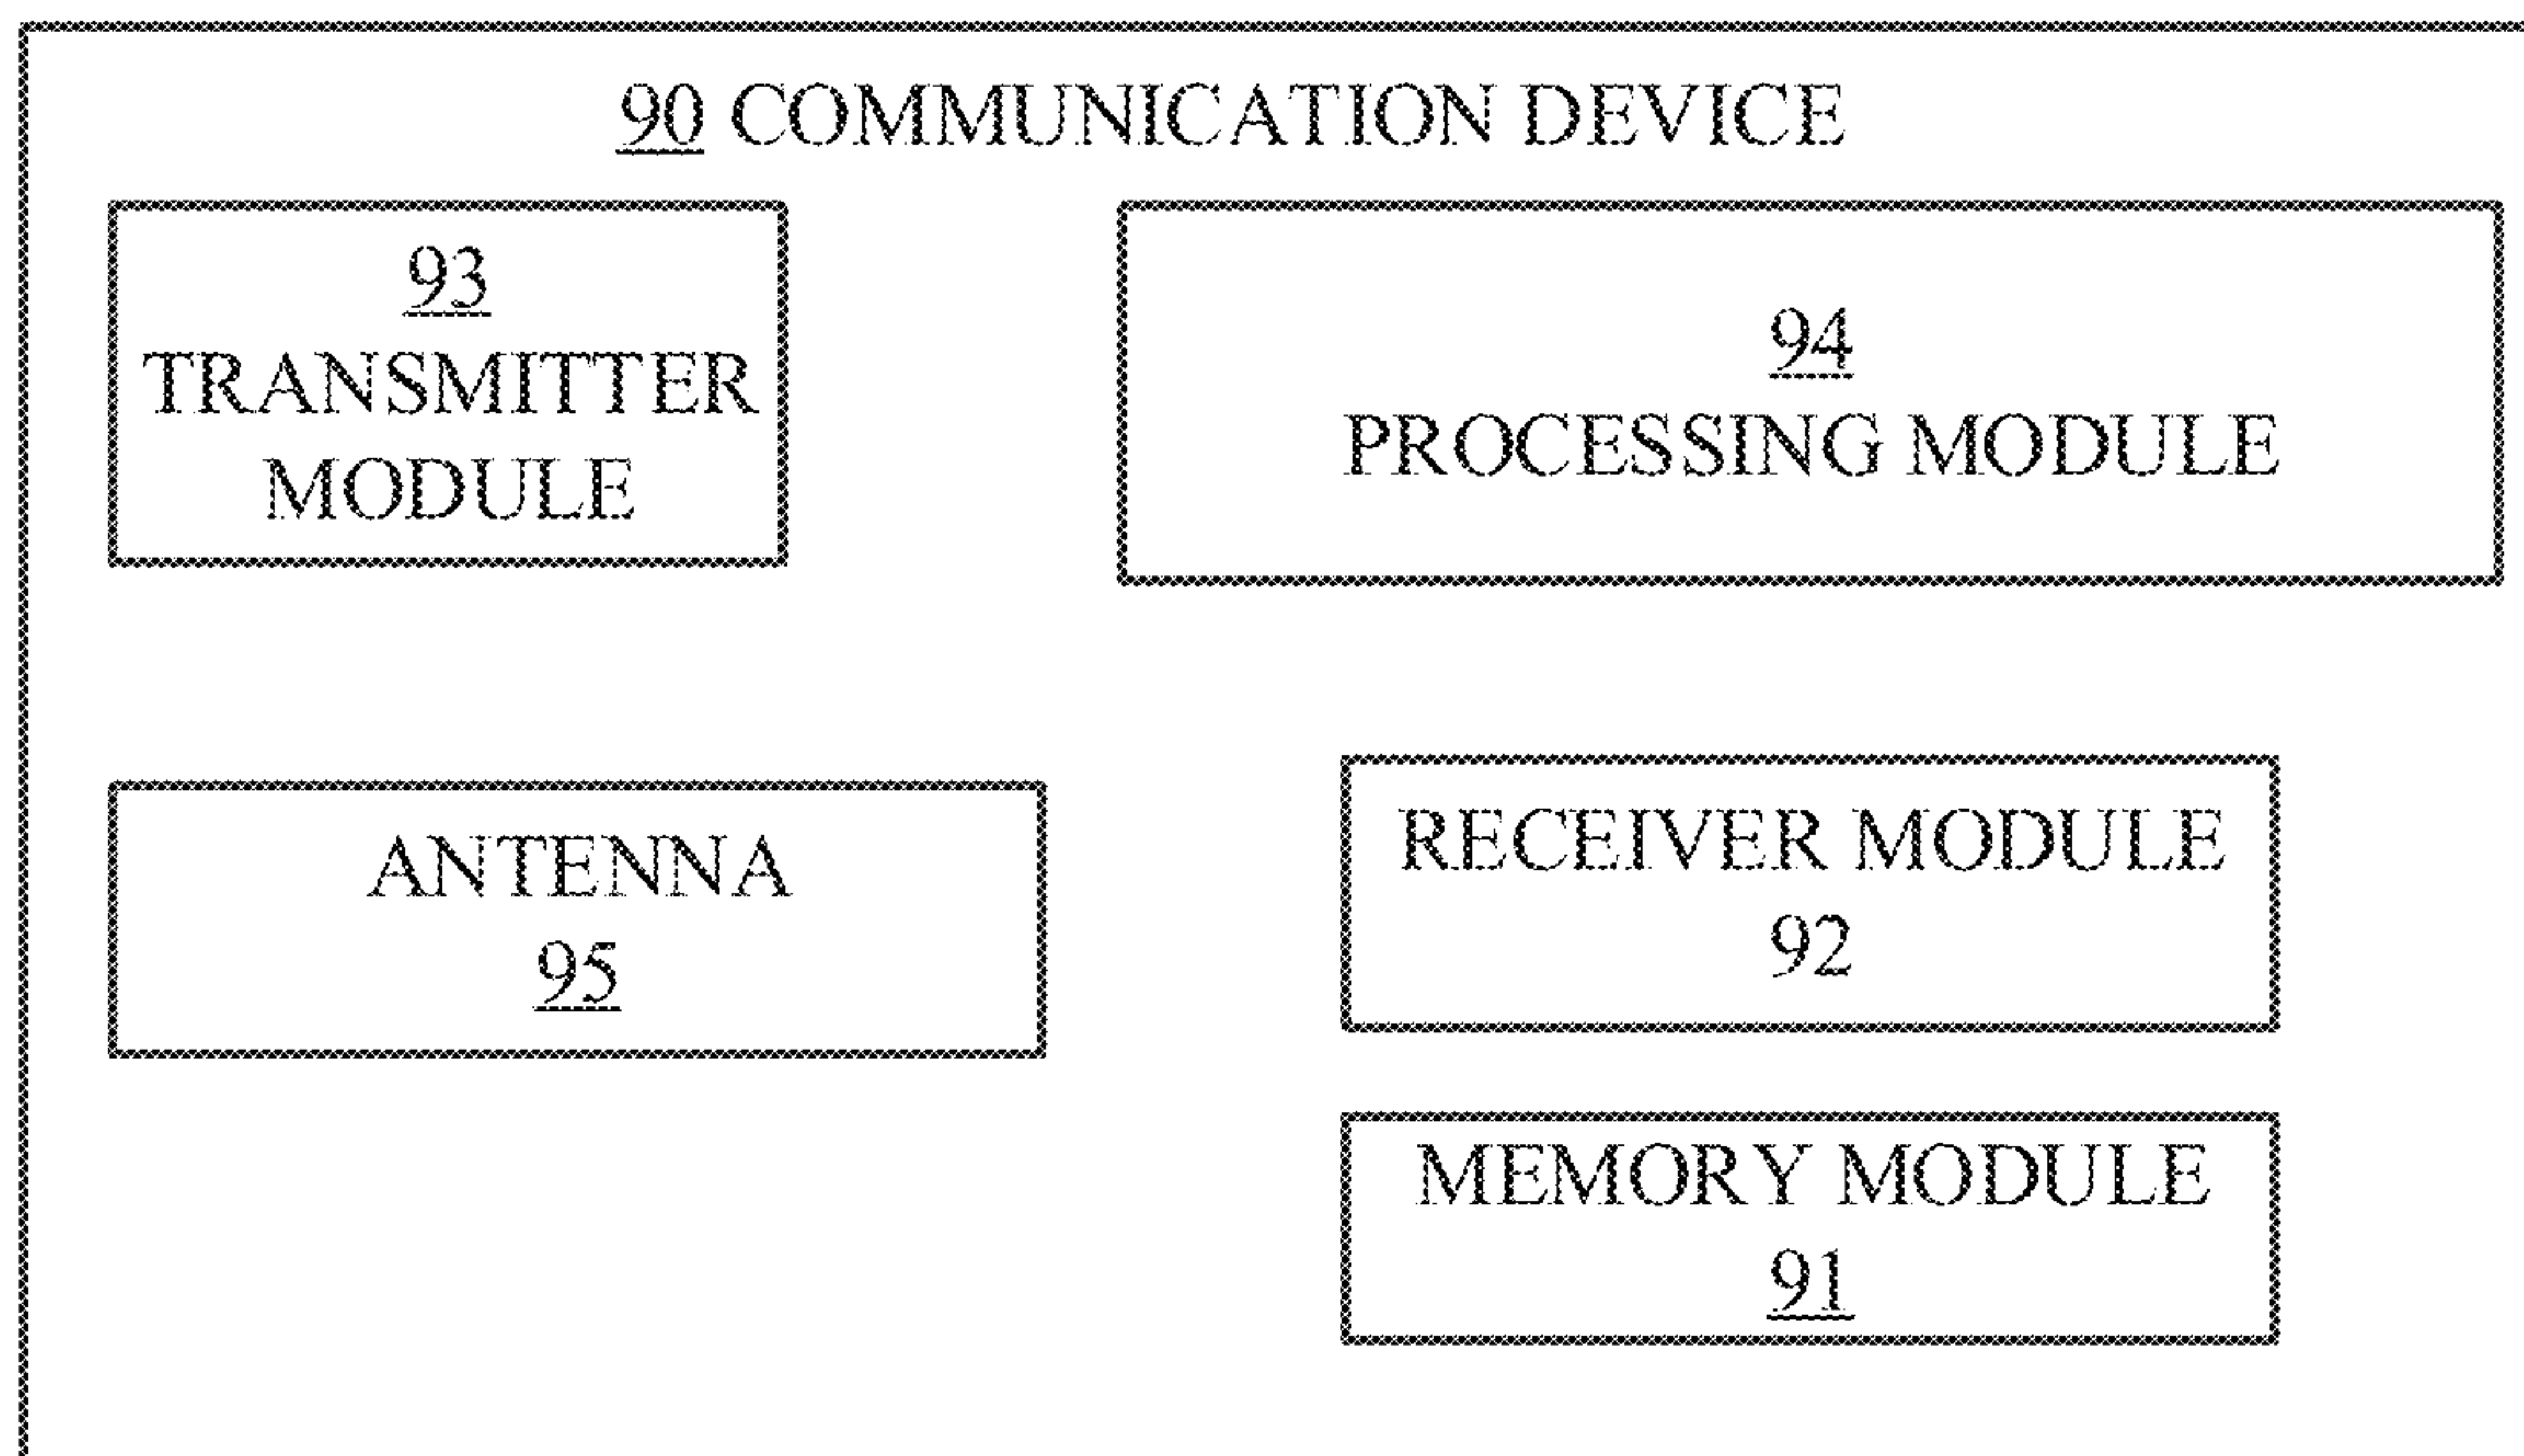 90 COMMUNICATION DEVICE
93
TRANSMITTER
MODULE
94
PROCESSING MODULE
ANTENNA
95
RECEIVER MODULE
92
MEMORY MODULE
91